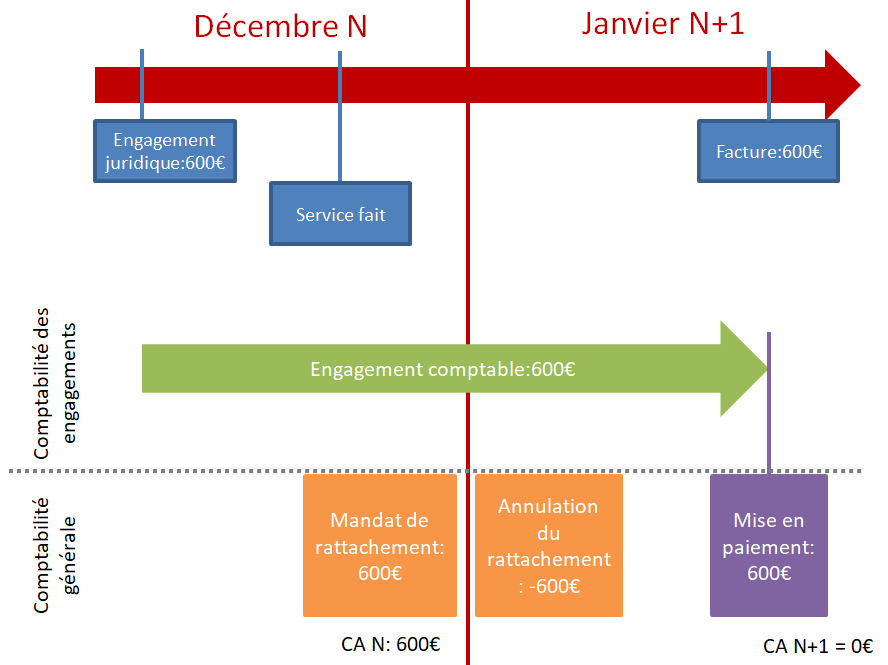 Décembre N
Janvier N+1
Engagement
juridique:600€
Service fait
Facture:600€
Comptabilité des
engagements
Engagement comptable:600€
Comptabilité
générale
Mandat de
rattachement:
600€
Annulation
du
rattachement
: -600€
Mise en
paiement:
600€
CA N: 600€
CA N+1 = 0€